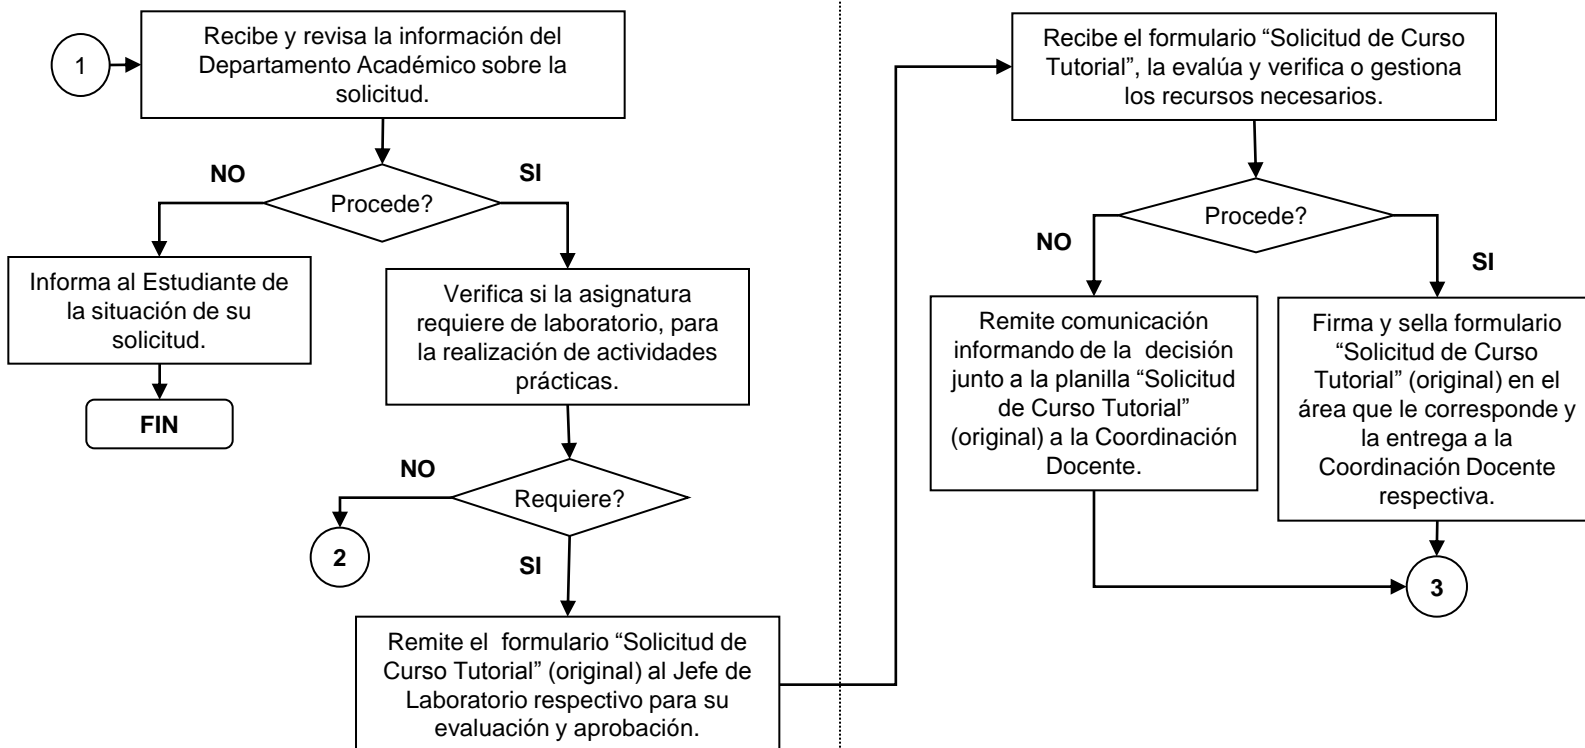 1
Recibe y revisa la información del
Departamento Académico sobre la
solicitud.
NO
SI
Procede?
Informa al Estudiante de
la situación de su
solicitud.
FIN
Verifica si la asignatura
requiere de laboratorio, para
la realización de actividades
prácticas.
NO
Requiere?
2
SI
Remite el formulario “Solicitud de
Curso Tutorial” (original) al Jefe de
Laboratorio respectivo para su
evaluación y aprobación.
Recibe el formulario “Solicitud de Curso
Tutorial”, la evalúa y verifica o gestiona
los recursos necesarios.
Procede?
NO
SI
Remite comunicación
informando de la decisión
junto a la planilla “Solicitud
de Curso Tutorial”
(original) a la Coordinación
Docente.
Firma y sella formulario
“Solicitud de Curso
Tutorial” (original) en el
área que le corresponde y
la entrega a la
Coordinación Docente
respectiva.
3